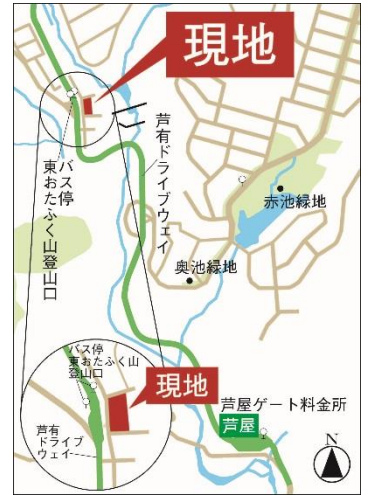 現地
芦有ドライブウェイ
バス停
東おたふく山登山口
赤池緑地
奥池緑地
バス停
東おたふく山
登山口
現地
芦有
ドライブ
ウェイ
芦屋ゲート料金所
芦屋
N